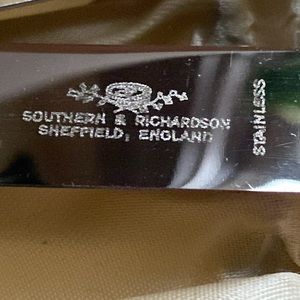 SOUTHERN & RICHARDSON
SHEFFIELD, ENGLAND
STAINLESS